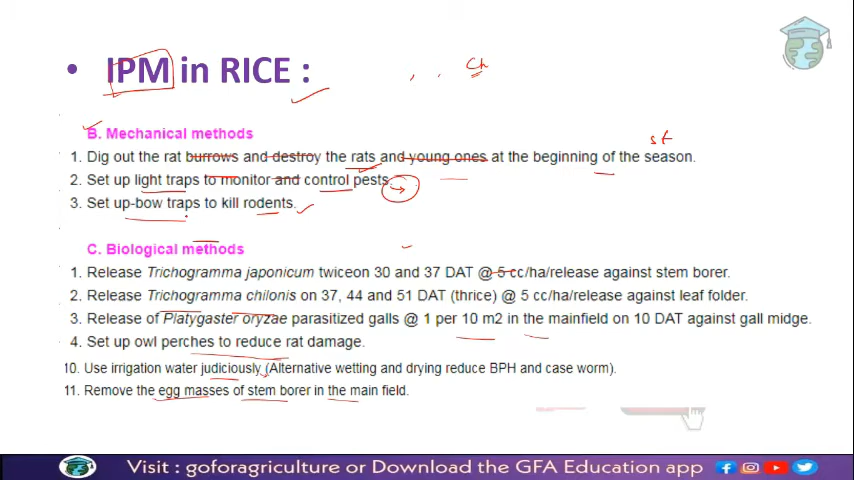 • IPM in RICE :
Ch
B. Mechanical methods
st
1. Dig out the rat burrows and destroy the rats and young ones at the beginning of the season.
2. Set up light traps to monitor and control pests
3. Set up-bow traps to kill rodents.
C. Biological methods
1. Release Trichogramma japonicum twiceon 30 and 37 DAT @ 5 cc/ha/release against stem borer.
2. Release Trichogramma chilonis on 37, 44 and 51 DAT (thrice) @ 5 cc/ha/release against leaf folder.
3. Release of Platygaster oryzae parasitized galls @ 1 per 10 m2 in the mainfield on 10 DAT against gall midge.
4. Set up owl perches to reduce rat damage.
10. Use irrigation water judiciously (Alternative wetting and drying reduce BPH and case worm).
11. Remove the egg masses of stem borer in the main field.
Visit : goforagriculture or Download the GFA Education app